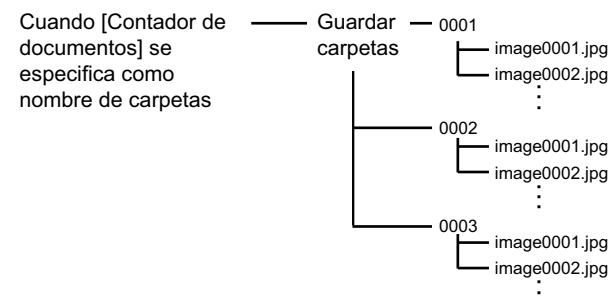 Cuando [Contador de
documentos] se
especifica como
nombre de carpetas
Guardar
carpetas
0001
image0001.jpg
image0002.jpg
0002
image0001.jpg
image0002.jpg
0003
image0001.jpg
image0002.jpg